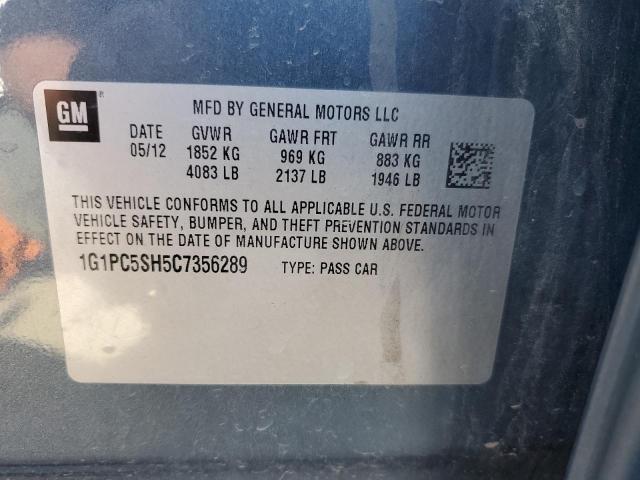 GM
MFD BY GENERAL MOTORS LLC
DATE GVWR GAWR FRT GAWR RR
05/12 1852 KG 969 KG 883 KG
4083 LB 2137 LB 1946 LB
THIS VEHICLE CONFORMS TO ALL APPLICABLE U.S. FEDERAL MOTOR
VEHICLE SAFETY, BUMPER, AND THEFT PREVENTION STANDARDS IN
EFFECT ON THE DATE OF MANUFACTURE SHOWN ABOVE.
1G1PC5SH5C7356289 TYPE: PASS CAR